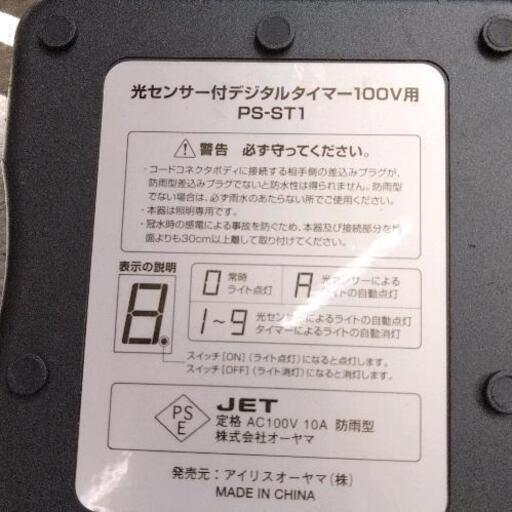 光センサー付デジタルタイマー100V用
PS-ST1
警告 必ず守ってください。
・コードコネクタボディに接続する相手側の差込みプラグが、
防雨型差込みプラグでないと防水性は得られません。防雨型
でない場合は、必ず雨水のあたらない所でご使用ください。
・本器は照明専用です。
・冠水時の感電による事故を防ぐため、本器及び接続部分を地
面よりも30cm以上離して取り付けてください。
表示の説明
0 常時
ライト点灯
A 光センサーによる
ライトの自動点灯
1~9 光センサーによるライトの自動点灯
タイマーによるライトの自動消灯
8.
スイッチ[ON](ライト点灯)になると点灯します。
スイッチ[OFF](ライト消灯)になると消灯します。
PS
E
JET
定格 AC100V 10A 防雨型
株式会社オーヤマ
発売元:アイリスオーヤマ(株)
MADE IN CHINA